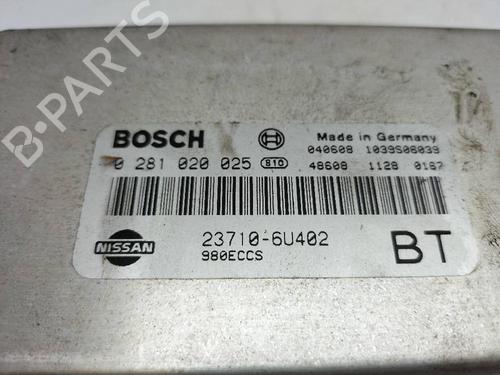 B-PARTS
BOSCH
Made in Germany
040608 1039S06039
0 281 020 025 S10
48608 1128 0167
NISSAN
23710-6U402
980ECCS
BT